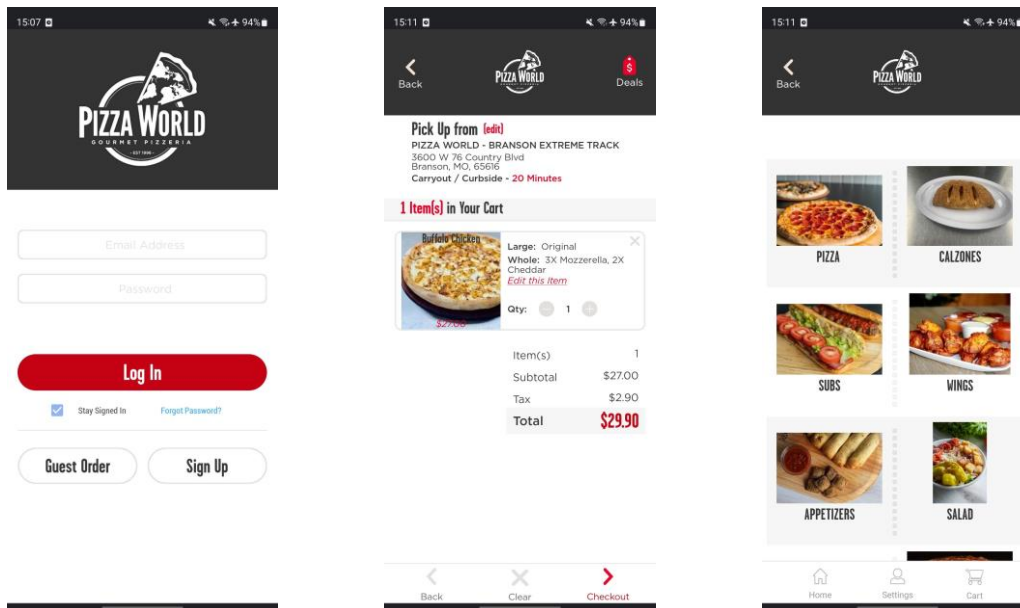 15:07
94%
PIZZA WORLD
GOURMET PIZZERIA
Email Address
Password
Log In
Stay Signed In
Forgot Password?
Guest Order
Sign Up
15:11
94%
Back
PIZZA WORLD
Deals
Pick Up from (edit)
PIZZA WORLD - BRANSON EXTREME TRACK
3600 W 76 Country Blvd
Branson, MO, 65616
Carryout / Curbside - 20 Minutes
1 Item(s) in Your Cart
Buffalo Chicken
$27.00
Large: Original
Whole: 3X Mozzerella, 2X
Cheddar
Edit this Item
Qty: 1
Item(s) 1
Subtotal $27.00
Tax $2.90
Total $29.90
Back
Clear
Checkout
15:11
94%
Back
PIZZA WORLD
PIZZA
CALZONES
SUBS
WINGS
APPETIZERS
SALAD
Home
Settings
Cart